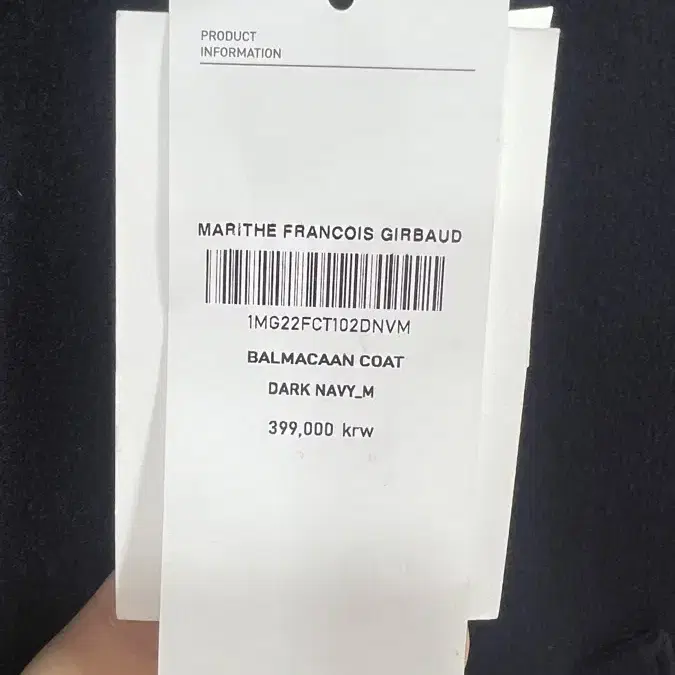 PRODUCT
INFORMATION
MARITHE FRANCOIS GIRBAUD
1MG22FCT102DNVM
BALMACAAN COAT
DARK NAVY_M
399,000 krw